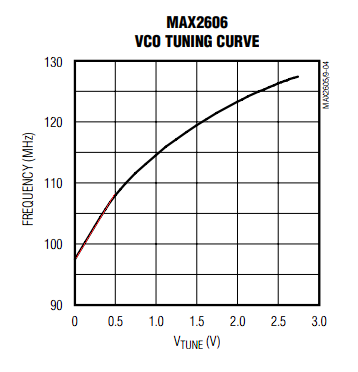 MAX2606
VCO TUNING CURVE
MAX2605/9-04
FREQUENCY (MHz)
130
120
110
100
90
0 0.5 1.0 1.5 2.0 2.5 3.0
VTUNE (V)